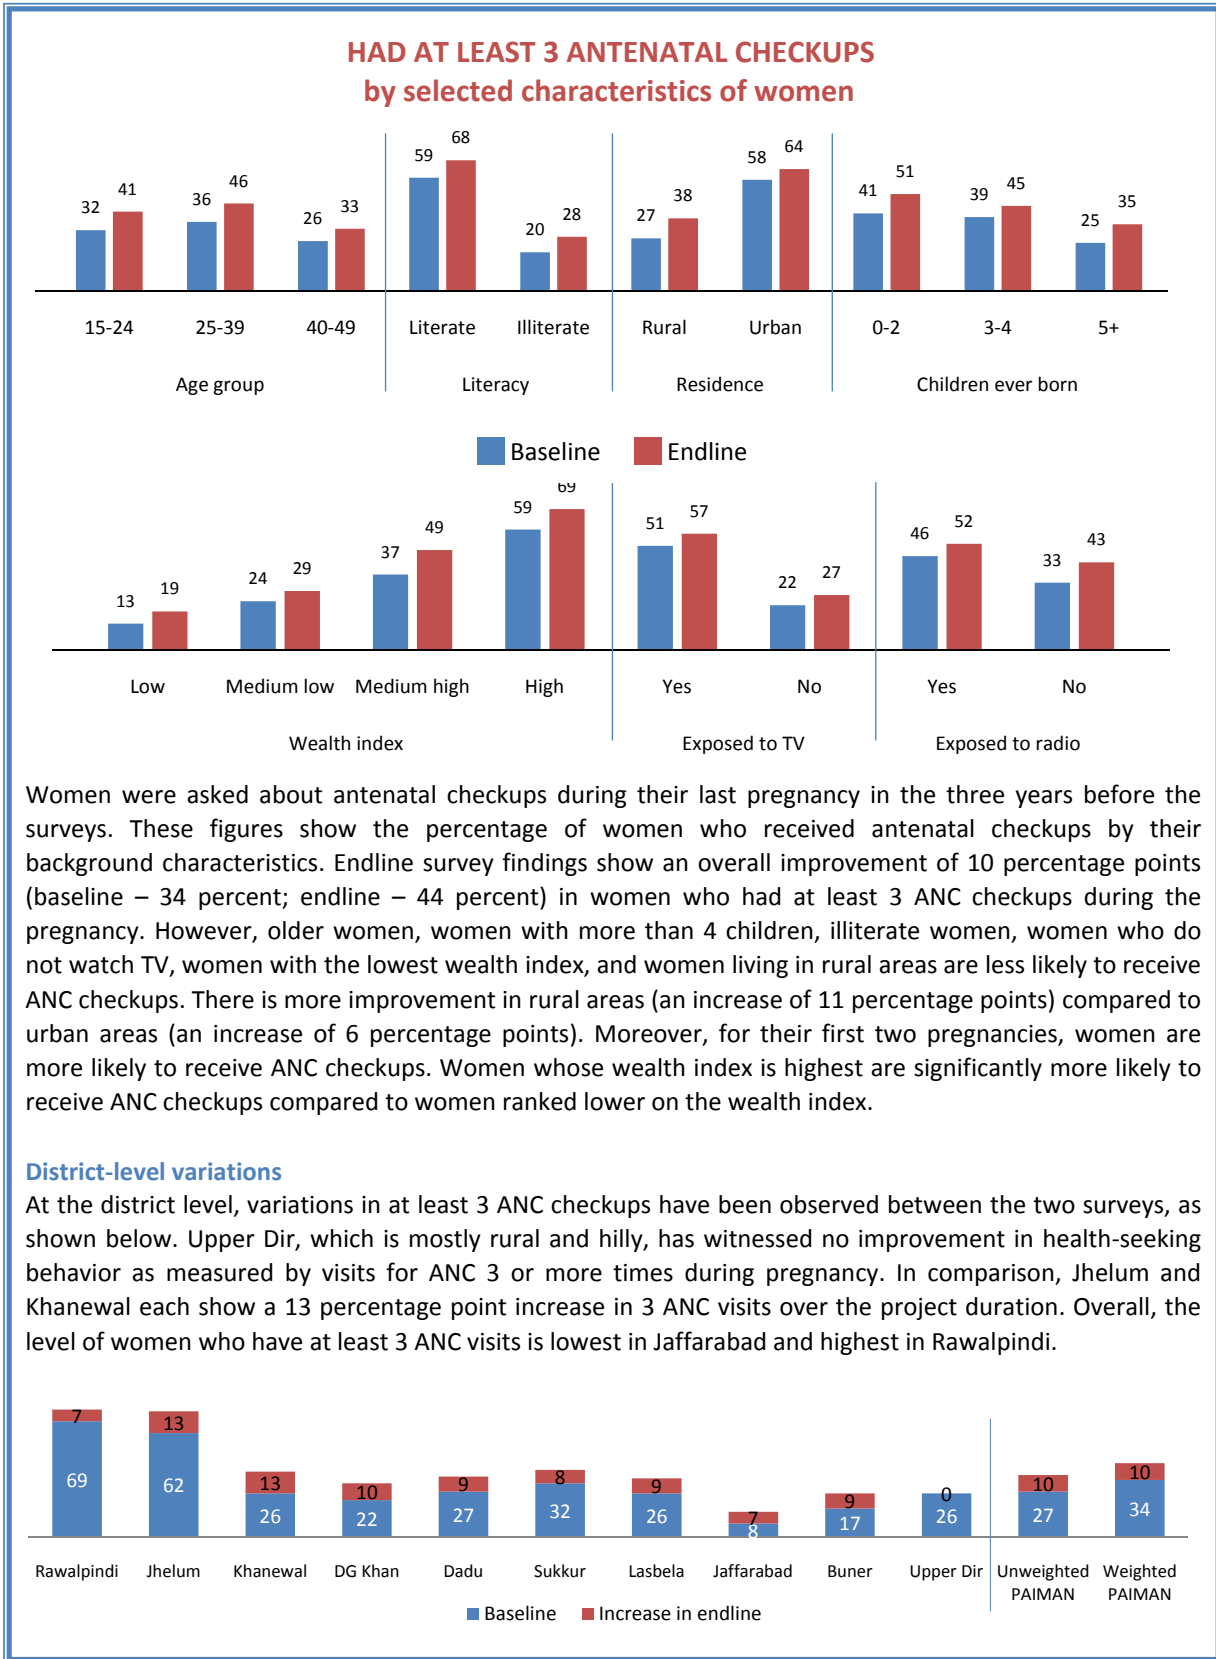 HAD AT LEAST 3 ANTENATAL CHECKUPS
by selected characteristics of women
32 41 36 46 26 33 59 68 20 28 27 38 58 64 41 51 39 45 25 35
15-24 25-39 40-49 Literate Illiterate Rural Urban 0-2 3-4 5+
Age group Literacy Residence Children ever born
Baseline Endline
13 19 24 29 37 49 59 69 51 57 22 27 46 52 33 43
Low Medium low Medium high High Yes No Yes No
Wealth index Exposed to TV Exposed to radio
Women were asked about antenatal checkups during their last pregnancy in the three years before the
surveys. These figures show the percentage of women who received antenatal checkups by their
background characteristics. Endline survey findings show an overall improvement of 10 percentage points
(baseline – 34 percent; endline – 44 percent) in women who had at least 3 ANC checkups during the
pregnancy. However, older women, women with more than 4 children, illiterate women, women who do
not watch TV, women with the lowest wealth index, and women living in rural areas are less likely to receive
ANC checkups. There is more improvement in rural areas (an increase of 11 percentage points) compared to
urban areas (an increase of 6 percentage points). Moreover, for their first two pregnancies, women are
more likely to receive ANC checkups. Women whose wealth index is highest are significantly more likely to
receive ANC checkups compared to women ranked lower on the wealth index.
District-level variations
At the district level, variations in at least 3 ANC checkups have been observed between the two surveys, as
shown below. Upper Dir, which is mostly rural and hilly, has witnessed no improvement in health-seeking
behavior as measured by visits for ANC 3 or more times during pregnancy. In comparison, Jhelum and
Khanewal each show a 13 percentage point increase in 3 ANC visits over the project duration. Overall, the
level of women who have at least 3 ANC visits is lowest in Jaffarabad and highest in Rawalpindi.
7 13 13 10 9 8 9 7 9 0 10 10
69 62 26 22 27 32 26 8 17 26 27 34
Rawalpindi Jhelum Khanewal DG Khan Dadu Sukkur Lasbela Jaffarabad Buner Upper Dir Unweighted Weighted
PAIMAN PAIMAN
Baseline Increase in endline